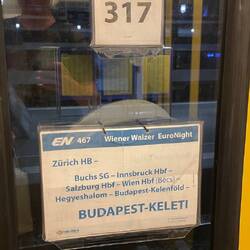 317
EN 467 Wiener Walzer EuroNight
Zürich HB –
Buchs SG – Innsbruck Hbf –
Salzburg Hbf – Wien Hbf (Bécs) –
Hegyeshalom – Budapest-Kelenföld –
BUDAPEST-KELETI